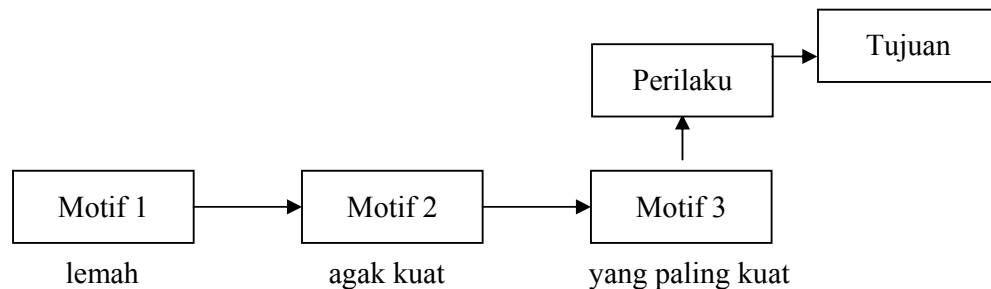 Tujuan
Perilaku
Motif 1
Motif 2
Motif 3
lemah
agak kuat
yang paling kuat